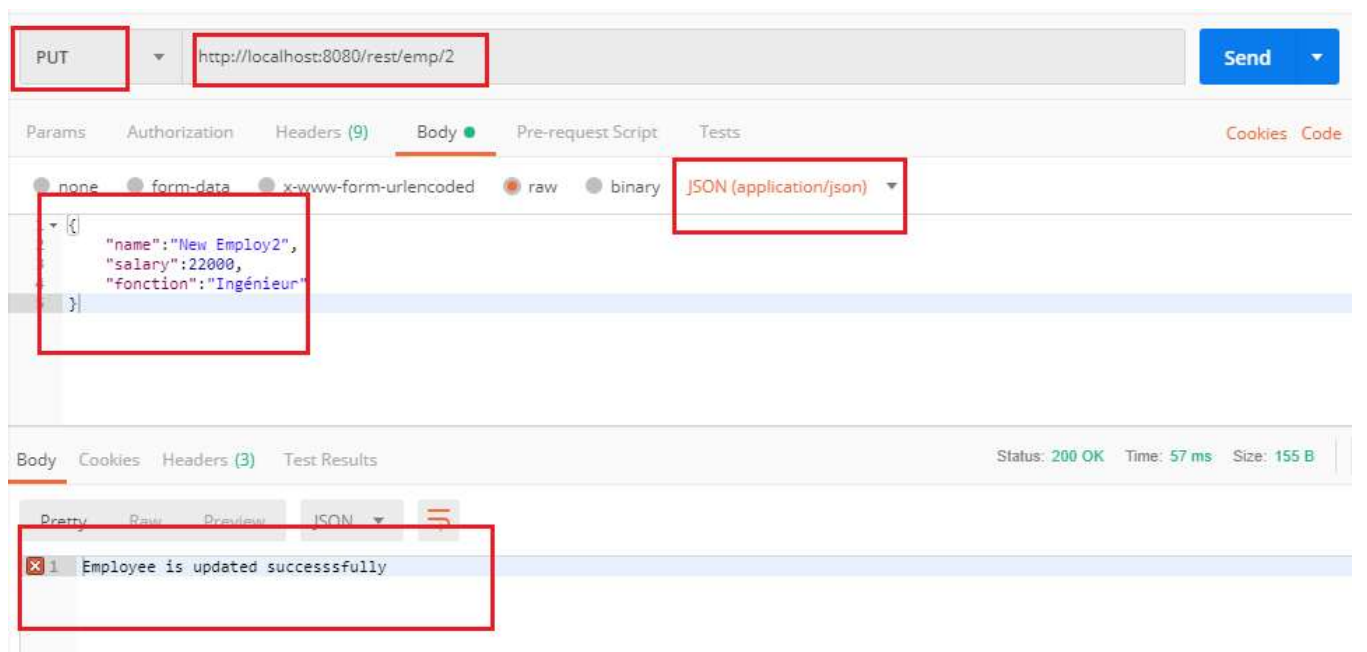 PUT http://localhost:8080/rest/emp/2 Send
Params Authorization Headers (9) Body Pre-request Script Tests Cookies Code
none form-data x-www-form-urlencoded raw binary JSON (application/json)
1 {
2 "name":"New Employ2",
3 "salary":22000,
4 "fonction":"Ingénieur"
5 }
Body Cookies Headers (3) Test Results Status: 200 OK Time: 57 ms Size: 155 B
Pretty Raw Preview JSON
1 Employee is updated successsfully